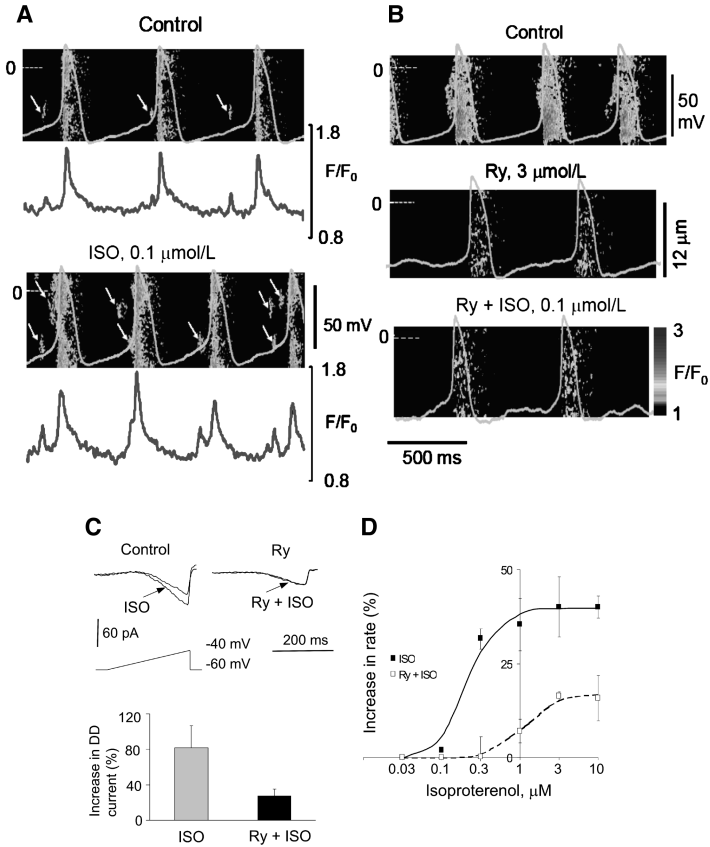 A
Control
0
1.8
F/F0
0.8
ISO, 0.1 μmol/L
0
50 mV
1.8
F/F0
0.8
B
Control
0
50
mV
Ry, 3 μmol/L
0
12 μm
Ry + ISO, 0.1 μmol/L
0
3
F/F0
1
500 ms
C
Control
Ry
ISO
Ry + ISO
60 pA
-40 mV
-60 mV
200 ms
Increase in DD
current (%)
120
80
40
0
ISO
Ry + ISO
D
Increase in rate (%)
50
25
0
ISO
Ry + ISO
0.03
0.1
0.3
1
3
10
Isoproterenol, μM